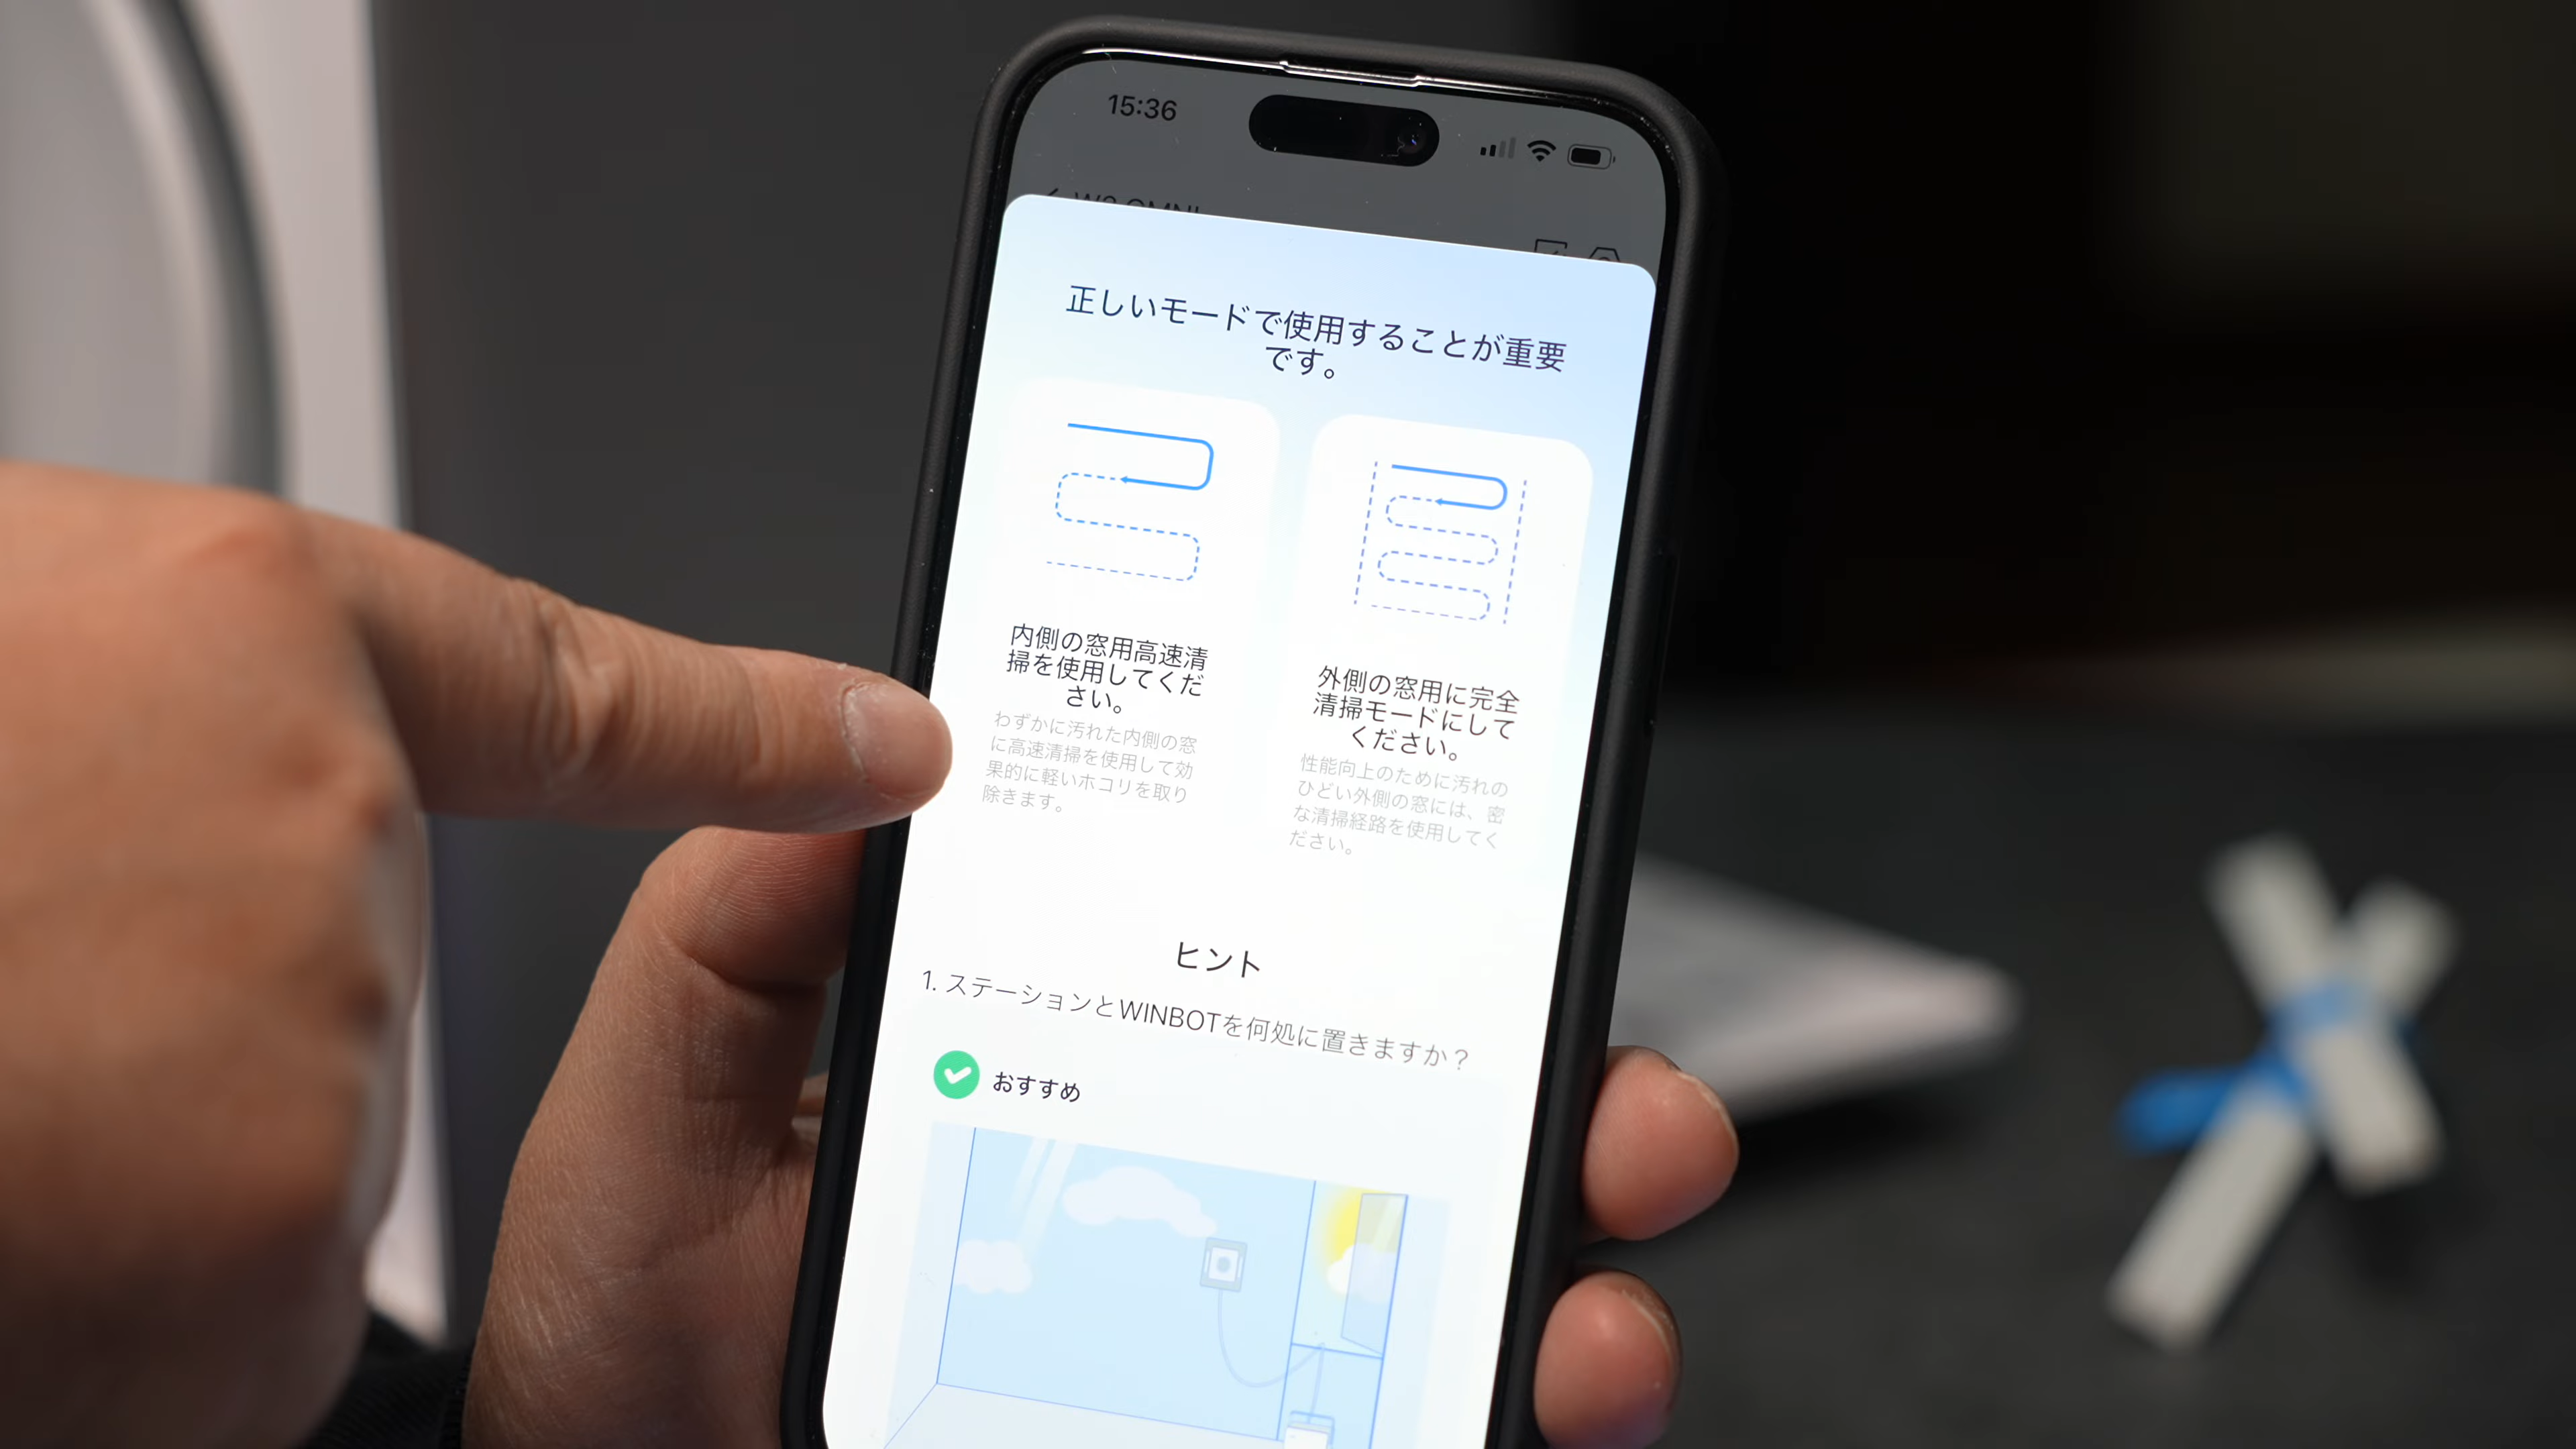 15:36
W2 OMNI
正しいモードで使用することが重要
です。
内側の窓用高速清
掃を使用してくだ
さい。
わずかに汚れた内側の窓
に高速清掃を使用して効
果的に軽いホコリを取り
除きます。
外側の窓用に完全
清掃モードにして
ください。
性能向上のために汚れの
ひどい外側の窓には、密
な清掃経路を使用してく
ださい。
ヒント
1. ステーションとWINBOTを何処に置きますか？
おすすめ